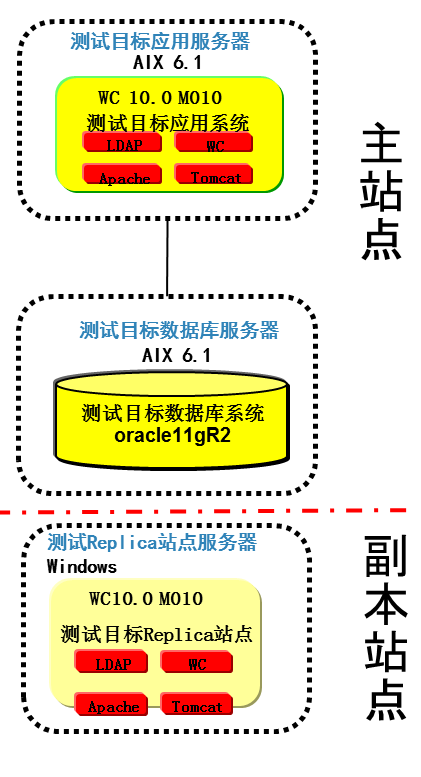 测试目标应用服务器
AIX 6.1
WC 10.0 M010
测试目标应用系统
LDAP
WC
Apache
Tomcat
主站点
测试目标数据库服务器
AIX 6.1
测试目标数据库系统
oracle11gR2
测试Replica站点服务器
Windows
WC10.0 M010
测试目标Replica站点
LDAP
WC
Apache
Tomcat
副本站点